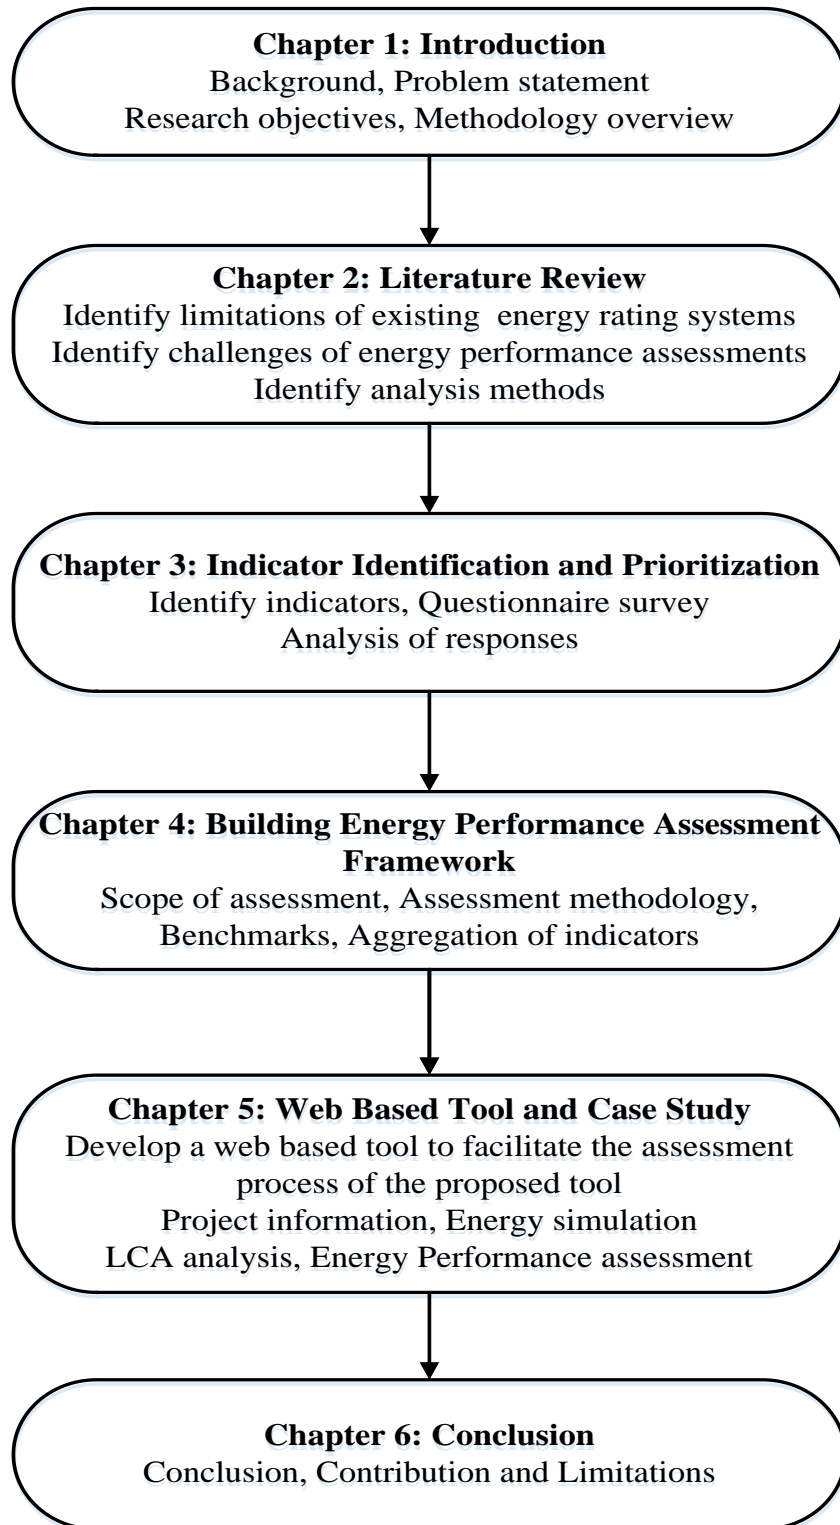 Chapter 1: Introduction
Background, Problem statement
Research objectives, Methodology overview
Chapter 2: Literature Review
Identify limitations of existing energy rating systems
Identify challenges of energy performance assessments
Identify analysis methods
Chapter 3: Indicator Identification and Prioritization
Identify indicators, Questionnaire survey
Analysis of responses
Chapter 4: Building Energy Performance Assessment
Framework
Scope of assessment, Assessment methodology,
Benchmarks, Aggregation of indicators
Chapter 5: Web Based Tool and Case Study
Develop a web based tool to facilitate the assessment
process of the proposed tool
Project information, Energy simulation
LCA analysis, Energy Performance assessment
Chapter 6: Conclusion
Conclusion, Contribution and Limitations